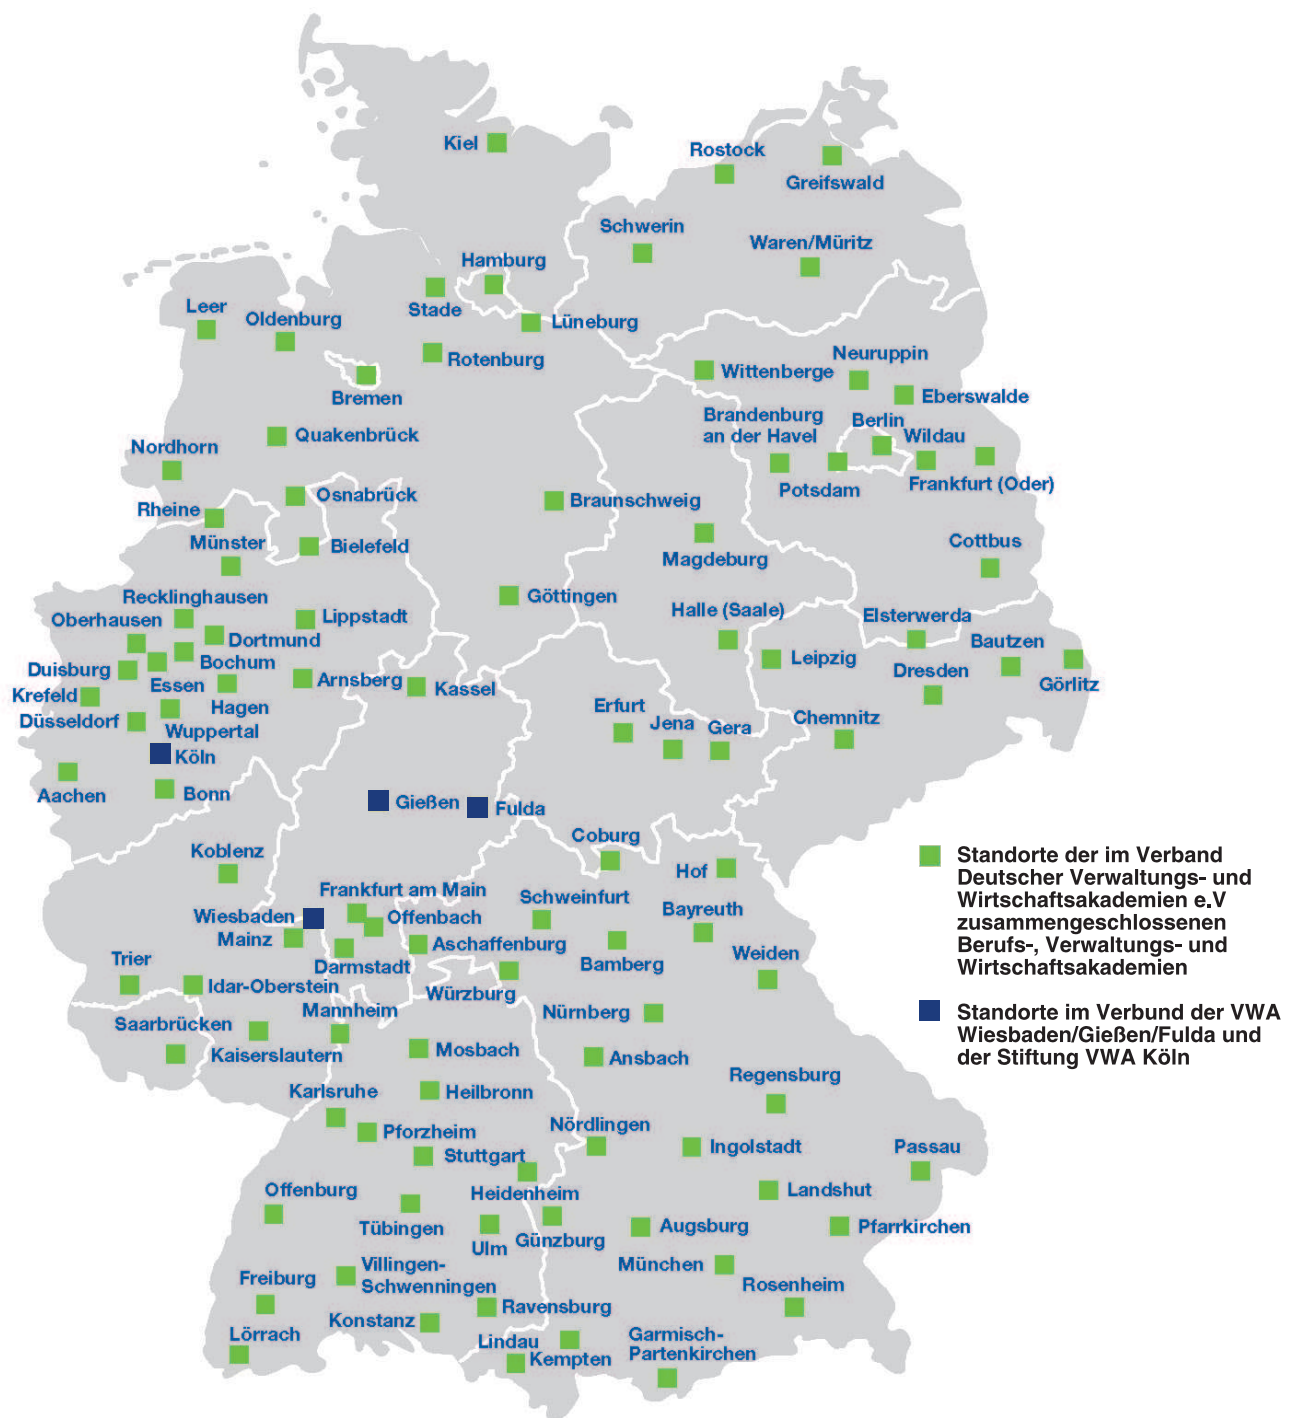 Kiel
Rostock
Greifswald
Schwerin
Waren/Müritz
Hamburg
Stade
Lüneburg
Leer
Oldenburg
Rotenburg
Bremen
Neuruppin
Wittenberge
Eberswalde
Brandenburg
an der Havel
Berlin
Wildau
Potsdam
Frankfurt (Oder)
Quakenbrück
Nordhorn
Osnabrück
Rheine
Braunschweig
Münster
Bielefeld
Magdeburg
Cottbus
Recklinghausen
Oberhausen
Lippstadt
Göttingen
Halle (Saale)
Elsterwerda
Dortmund
Bautzen
Duisburg
Bochum
Leipzig
Dresden
Görlitz
Krefeld
Essen
Arnsberg
Kassel
Düsseldorf
Hagen
Wuppertal
Erfurt
Jena
Gera
Chemnitz
Köln
Aachen
Bonn
Gießen
Fulda
Koblenz
Coburg
Hof
Standorte der im Verband
Deutscher Verwaltungs- und
Wirtschaftsakademien e.V
zusammengeschlossenen
Berufs-, Verwaltungs- und
Wirtschaftsakademien
Frankfurt am Main
Schweinfurt
Bayreuth
Wiesbaden
Offenbach
Mainz
Aschaffenburg
Darmstadt
Bamberg
Weiden
Trier
Idar-Oberstein
Würzburg
Mannheim
Nürnberg
Standorte im Verbund der VWA
Wiesbaden/Gießen/Fulda und
der Stiftung VWA Köln
Saarbrücken
Kaiserslautern
Mosbach
Ansbach
Regensburg
Karlsruhe
Heilbronn
Nördlingen
Pforzheim
Ingolstadt
Passau
Stuttgart
Offenburg
Heidenheim
Landshut
Tübingen
Ulm
Günzburg
Augsburg
Pfarrkirchen
Villingen-
Schwenningen
München
Freiburg
Rosenheim
Ravensburg
Konstanz
Lörrach
Lindau
Kempten
Garmisch-
Partenkirchen